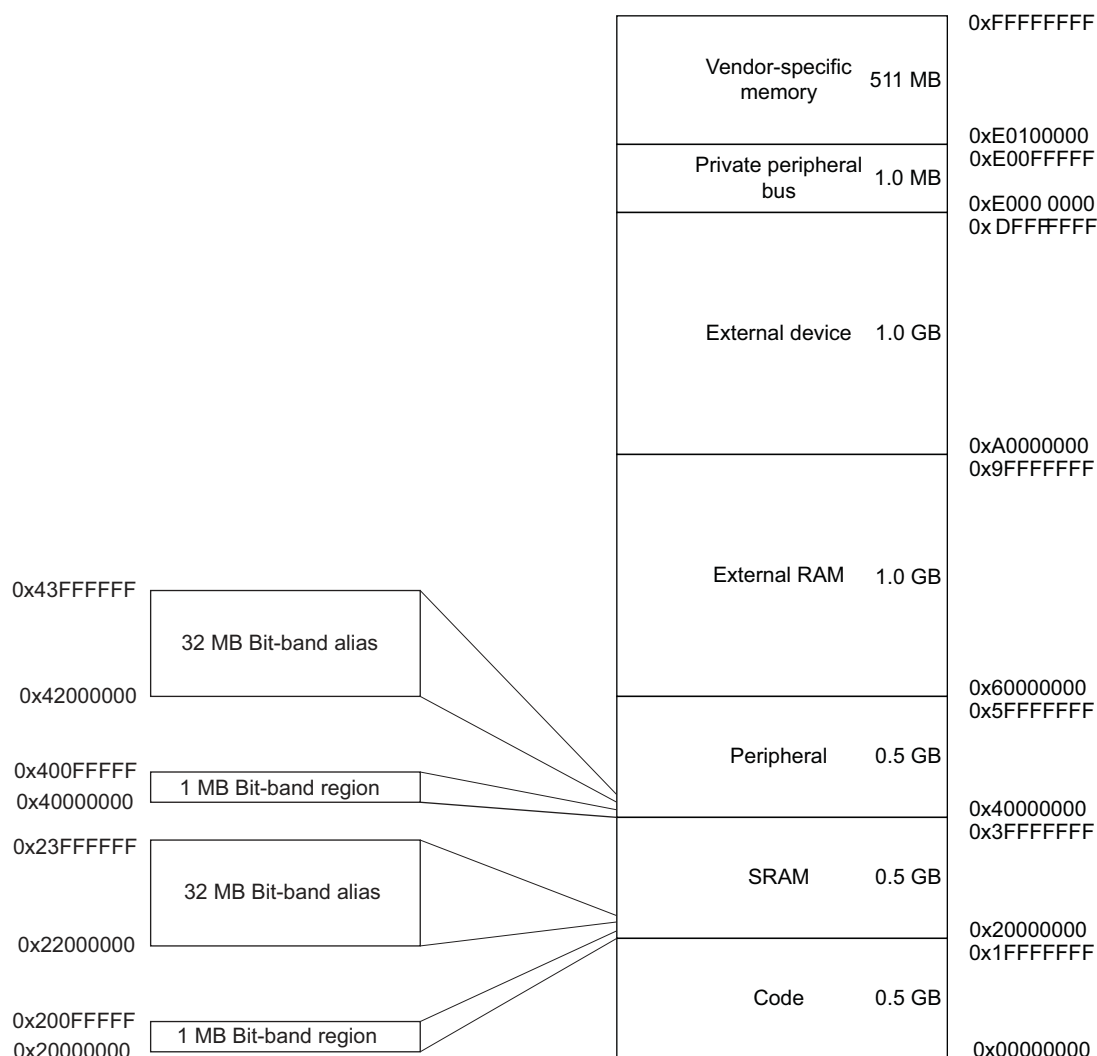 0xFFFFFFFF
Vendor-specific
memory
511 MB
0xE0100000
0xE00FFFFF
Private peripheral
bus
1.0 MB
0xE000 0000
0x DFFFFFFF
External device
1.0 GB
0xA0000000
0x9FFFFFFF
External RAM
1.0 GB
0x60000000
0x5FFFFFFF
Peripheral
0.5 GB
0x40000000
0x3FFFFFFF
SRAM
0.5 GB
0x20000000
0x1FFFFFFF
Code
0.5 GB
0x00000000
0x43FFFFFF
32 MB Bit-band alias
0x42000000
0x400FFFFF
1 MB Bit-band region
0x40000000
0x23FFFFFF
32 MB Bit-band alias
0x22000000
0x200FFFFF
1 MB Bit-band region
0x20000000